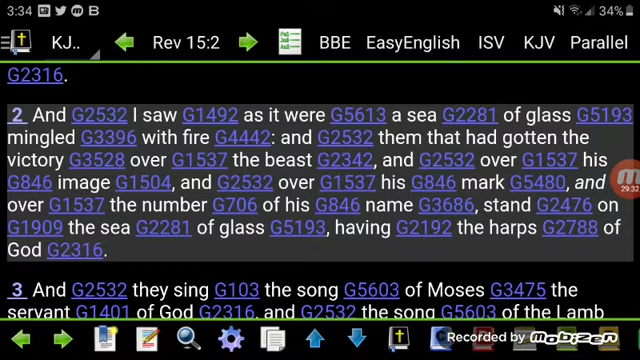 3:34 34%
KJ.. Rev 15:2 BBE EasyEnglish ISV KJV Parallel
G2316.
2 And G2532 I saw G1492 as it were G5613 a sea G2281 of glass G5193
mingled G3396 with fire G4442: and G2532 them that had gotten the
victory G3528 over G1537 the beast G2342, and G2532 over G1537 his
G846 image G1504, and G2532 over G1537 his G846 mark G5480, and
over G1537 the number G706 of his G846 name G3686, stand G2476 on
G1909 the sea G2281 of glass G5193, having G2192 the harps G2788 of
God G2316.
29:32
3 And G2532 they sing G103 the song G5603 of Moses G3475 the
servant G1401 of God G2316, and G2532 the song G5603 of the Lamb
Recorded by mobizen